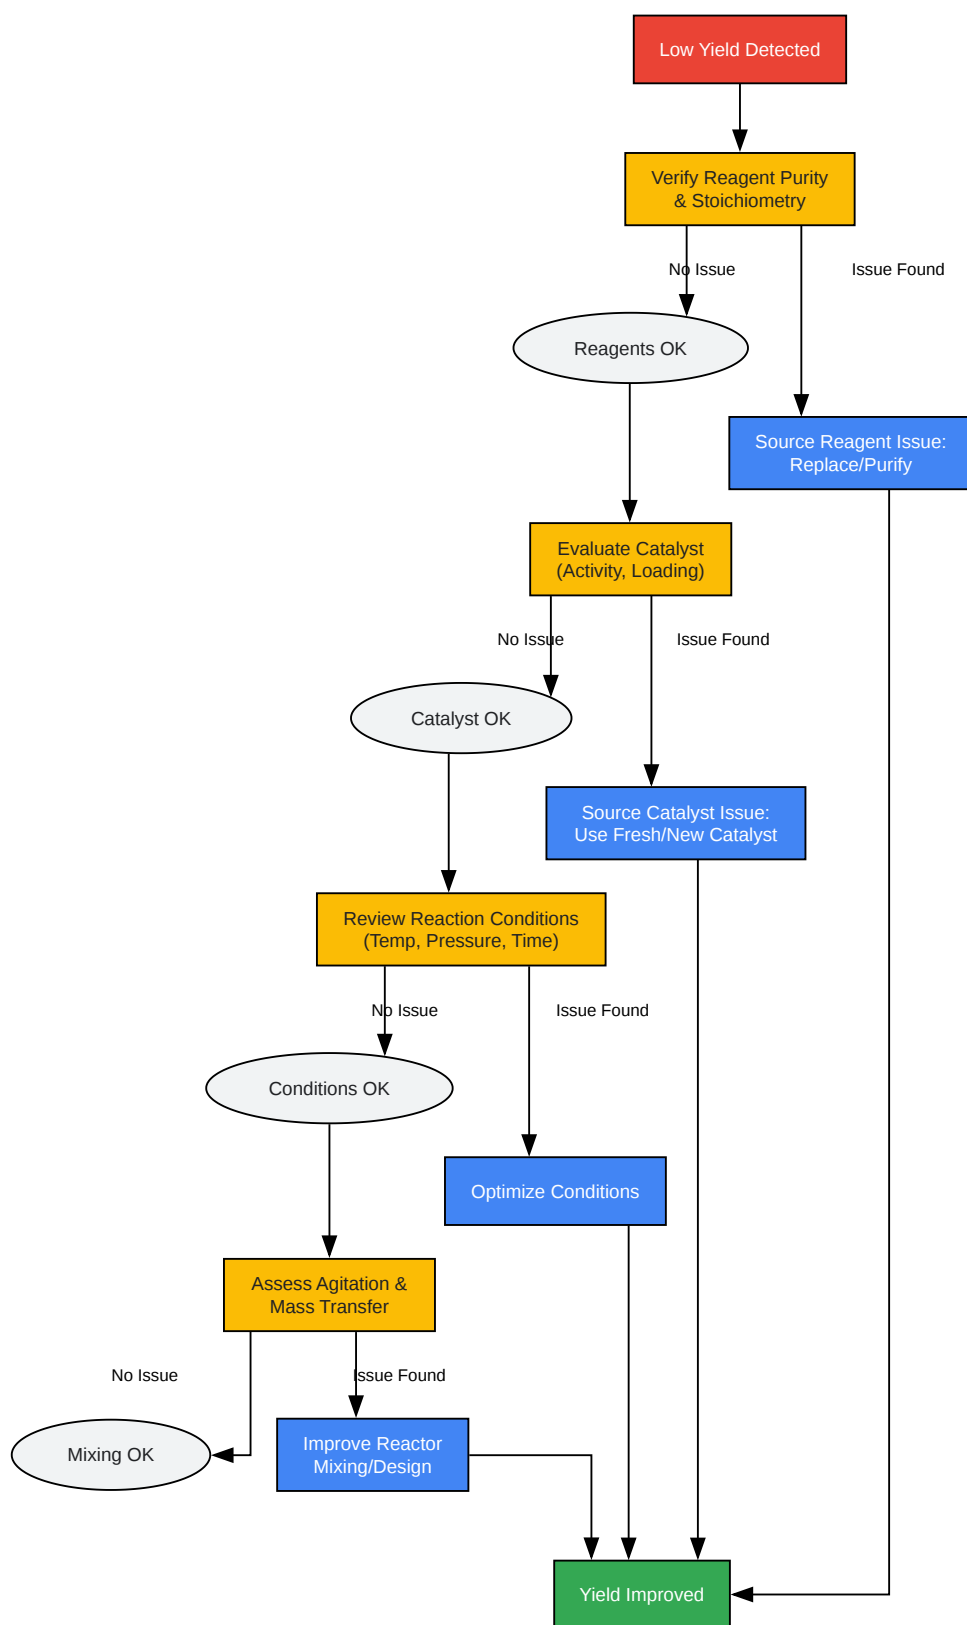 Low Yield Detected
Verify Reagent Purity
& Stoichiometry
No Issue
Issue Found
Reagents OK
Source Reagent Issue:
Replace/Purify
Evaluate Catalyst
(Activity, Loading)
No Issue
Issue Found
Catalyst OK
Source Catalyst Issue:
Use Fresh/New Catalyst
Review Reaction Conditions
(Temp, Pressure, Time)
No Issue
Issue Found
Conditions OK
Optimize Conditions
Assess Agitation &
Mass Transfer
No Issue
Issue Found
Mixing OK
Improve Reactor
Mixing/Design
Yield Improved